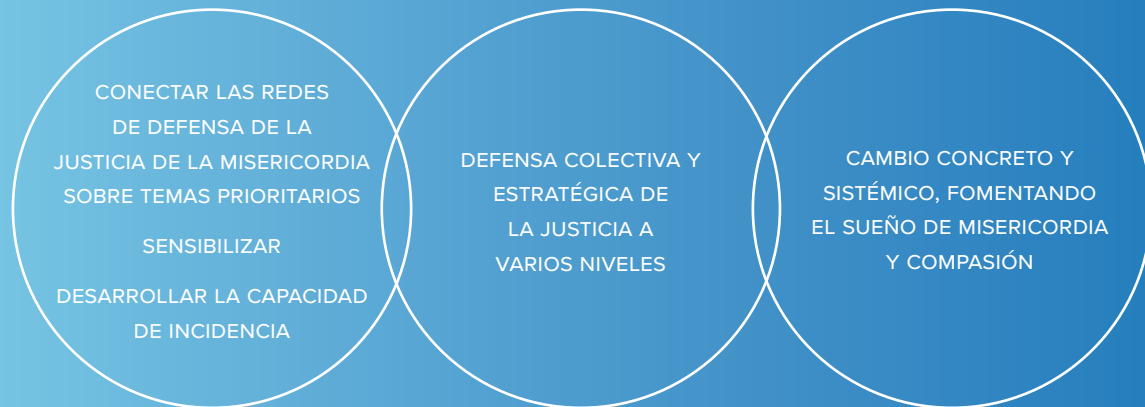 CONECTAR LAS REDES
DE DEFENSA DE LA
JUSTICIA DE LA MISERICORDIA
SOBRE TEMAS PRIORITARIOS
SENSIBILIZAR
DESARROLLAR LA CAPACIDAD
DE INCIDENCIA
DEFENSA COLECTIVA Y
ESTRATÉGICA DE
LA JUSTICIA A
VARIOS NIVELES
CAMBIO CONCRETO Y
SISTÉMICO, FOMENTANDO
EL SUEÑO DE MISERICORDIA
Y COMPASIÓN